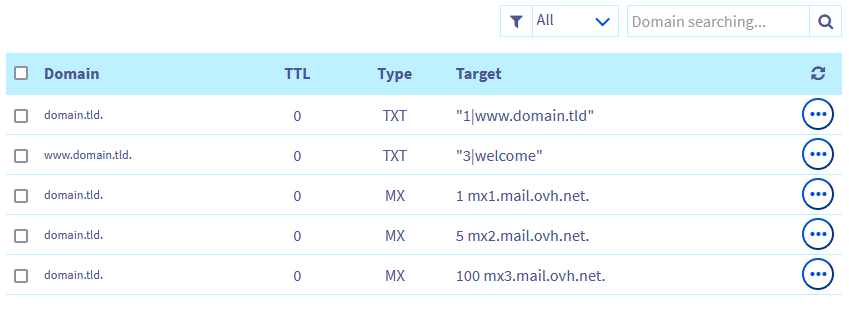 All Domain searching...
Domain TTL Type Target
domain.tld. 0 TXT "1|www.domain.tld"
www.domain.tld. 0 TXT "3|welcome"
domain.tld. 0 MX 1 mx1.mail.ovh.net.
domain.tld. 0 MX 5 mx2.mail.ovh.net.
domain.tld. 0 MX 100 mx3.mail.ovh.net.